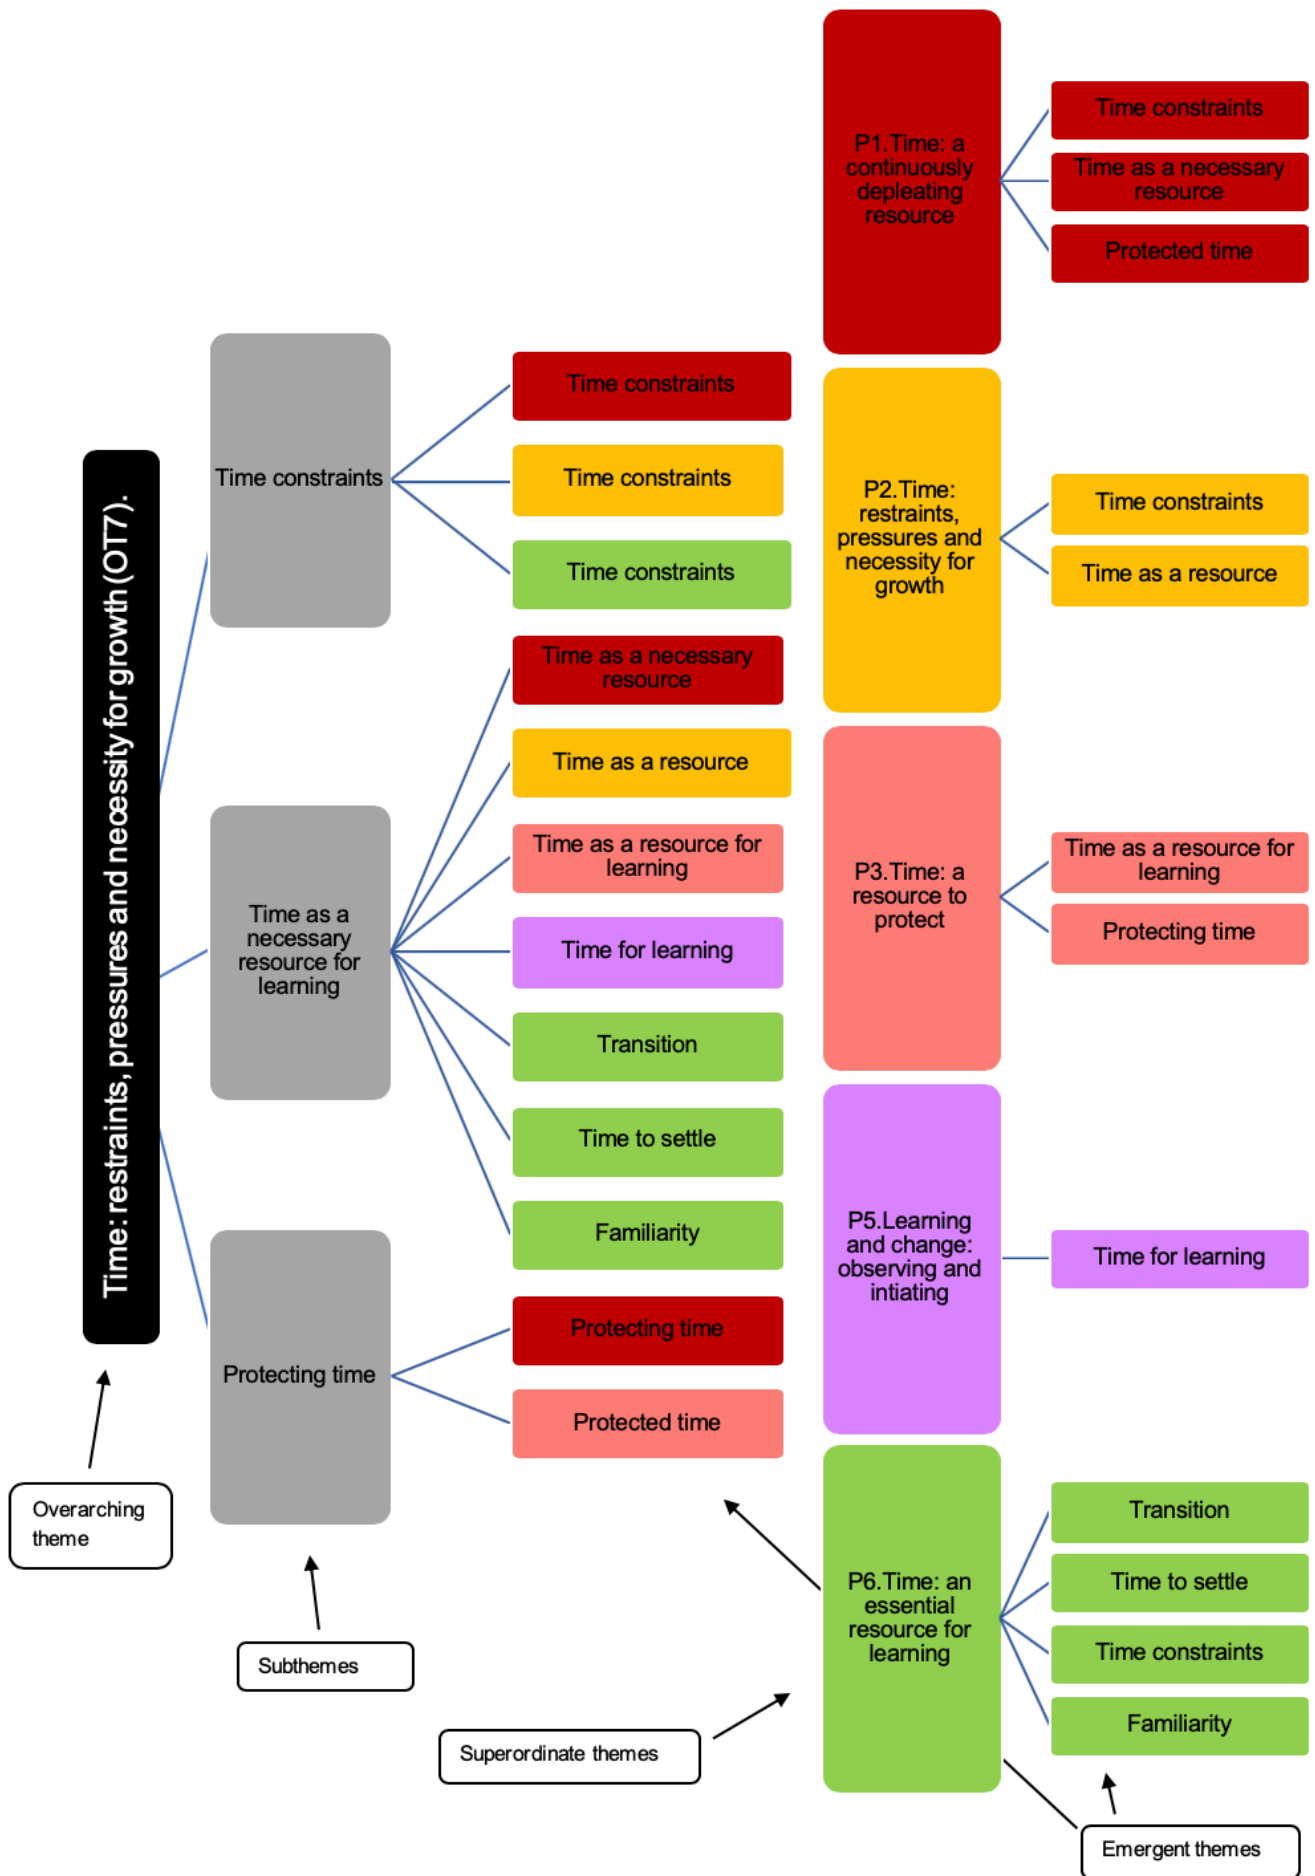 Time: restraints, pressures and necessity for growth (OT7).
Time constraints
Time constraints
Time constraints
Time constraints
Time as a
necessary
resource for
learning
Time as a necessary
resource
Time as a resource
Time as a resource for
learning
Time for learning
Transition
Time to settle
Familiarity
Protecting time
Protecting time
Protected time
P1.Time: a
continuously
depleating
resource
Time constraints
Time as a necessary
resource
Protected time
P2.Time:
restraints,
pressures and
necessity for
growth
Time constraints
Time as a resource
P3.Time: a
resource to
protect
Time as a resource for
learning
Protecting time
P5.Learning
and change:
observing and
intiating
Time for learning
P6.Time: an
essential
resource for
learning
Transition
Time to settle
Time constraints
Familiarity
Overarching
theme
Subthemes
Superordinate themes
Emergent themes